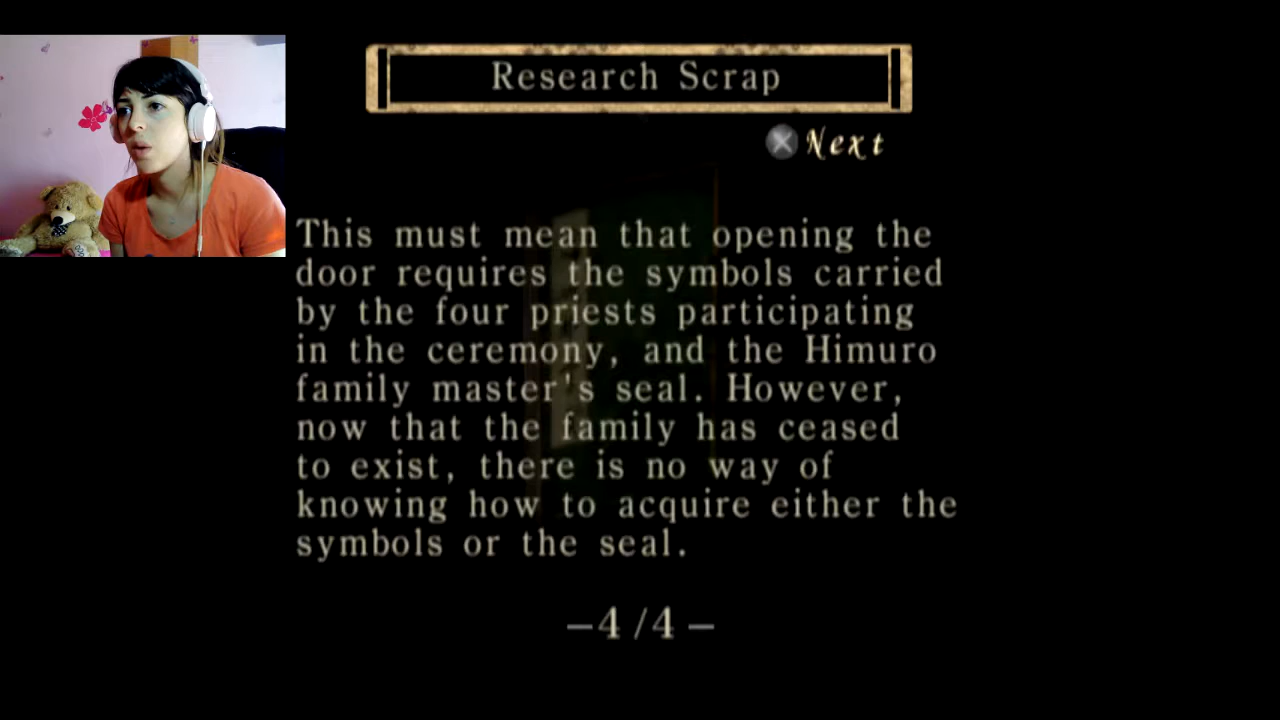 Research Scrap
Next
This must mean that opening the
door requires the symbols carried
by the four priests participating
in the ceremony, and the Himuro
family master's seal. However,
now that the family has ceased
to exist, there is no way of
knowing how to acquire either the
symbols or the seal.
–4/4–